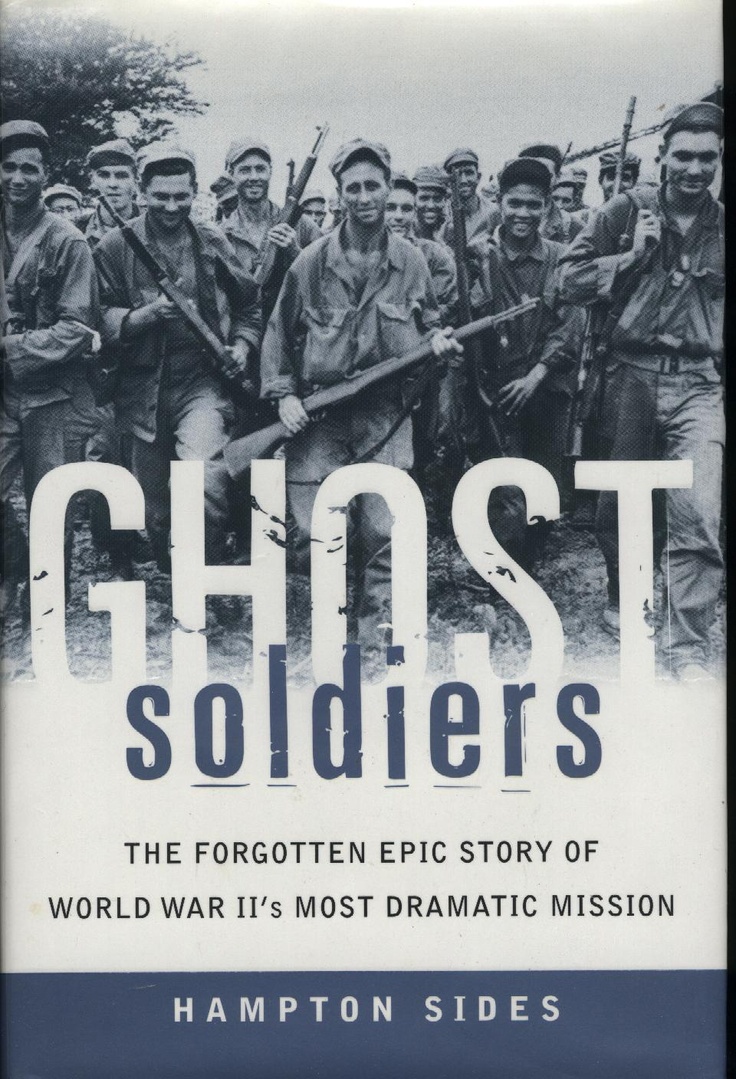 GHOST
soldiers
THE FORGOTTEN EPIC STORY OF
WORLD WAR II's MOST DRAMATIC MISSION
HAMPTON SIDES